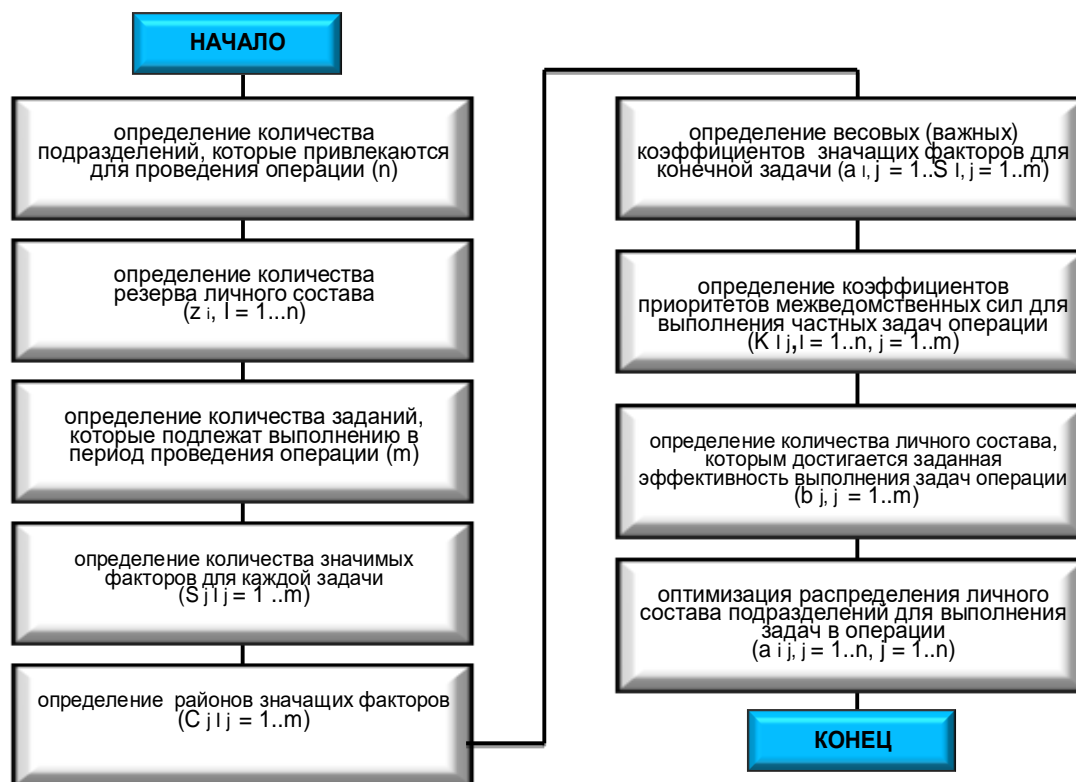 НАЧАЛО
определение количества
подразделений, которые привлекаются
для проведения операции (n)
определение количества
резерва личного состава
(z i, I = 1...n)
определение количества заданий,
которые подлежат выполнению в
период проведения операции (m)
определение количества значимых
факторов для каждой задачи
(S j I j = 1 ..m)
определение районов значащих факторов
(C j I j = 1..m)
определение весовых (важных)
коэффициентов значащих факторов для
конечной задачи (a I, j = 1..S I, j = 1..m)
определение коэффициентов
приоритетов межведомственных сил для
выполнения частных задач операции
(K I j,I = 1..n, j = 1..m)
определение количества личного состава,
которым достигается заданная
эффективность выполнения задач операции
(b j, j = 1..m)
оптимизация распределения личного
состава подразделений для выполнения
задач в операции
(a i j, j = 1..n, j = 1..n)
КОНЕЦ